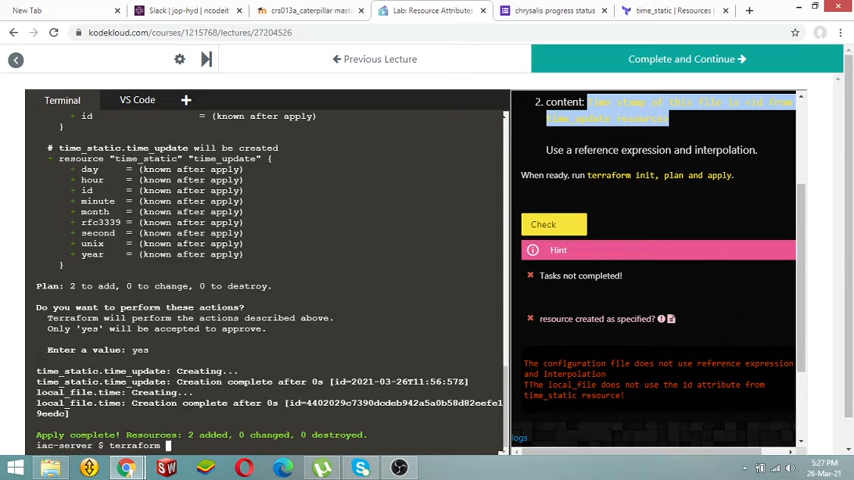 New Tab
Slack | jop-hyd | ncodeit
crs013a_caterpillar mast
Lab: Resource Attributes
chrysalis progress status
time_static | Resources |
kodekloud.com/courses/1215768/lectures/27204526
Previous Lecture
Complete and Continue
Terminal
VS Code
+ id = (known after apply)
}
# time_static.time_update will be created
+ resource "time_static" "time_update" {
+ day = (known after apply)
+ hour = (known after apply)
+ id = (known after apply)
+ minute = (known after apply)
+ month = (known after apply)
+ rfc3339 = (known after apply)
+ second = (known after apply)
+ unix = (known after apply)
+ year = (known after apply)
}
Plan: 2 to add, 0 to change, 0 to destroy.
Do you want to perform these actions?
Terraform will perform the actions described above.
Only 'yes' will be accepted to approve.
Enter a value: yes
time_static.time_update: Creating...
time_static.time_update: Creation complete after 0s [id=2021-03-26T11:56:57Z]
local_file.time: Creating...
local_file.time: Creation complete after 0s [id=4402029c7390dcdeb942a5a0b58d82eefe1
9eedc]
Apply complete! Resources: 2 added, 0 changed, 0 destroyed.
iac-server $ terraform
2. content: Time stamp of this file is <id from
time_update resource>
Use a reference expression and interpolation.
When ready, run terraform init, plan and apply.
Check
Hint
Tasks not completed!
resource created as specified?
The configuration file does not use reference expression
and interpolation
TThe local_file does not use the id attribute from
time_static resource!
logs
5:27 PM
26-Mar-21